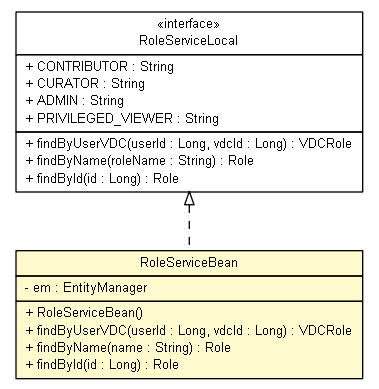 «interface»
RoleServiceLocal
+ CONTRIBUTOR : String
+ CURATOR : String
+ ADMIN : String
+ PRIVILEGED_VIEWER : String
+ findByUserVDC(userId : Long, vdcId : Long) : VDCRole
+ findByName(roleName : String) : Role
+ findById(id : Long) : Role
RoleServiceBean
- em : EntityManager
+ RoleServiceBean()
+ findByUserVDC(userId : Long, vdcId : Long) : VDCRole
+ findByName(name : String) : Role
+ findById(id : Long) : Role